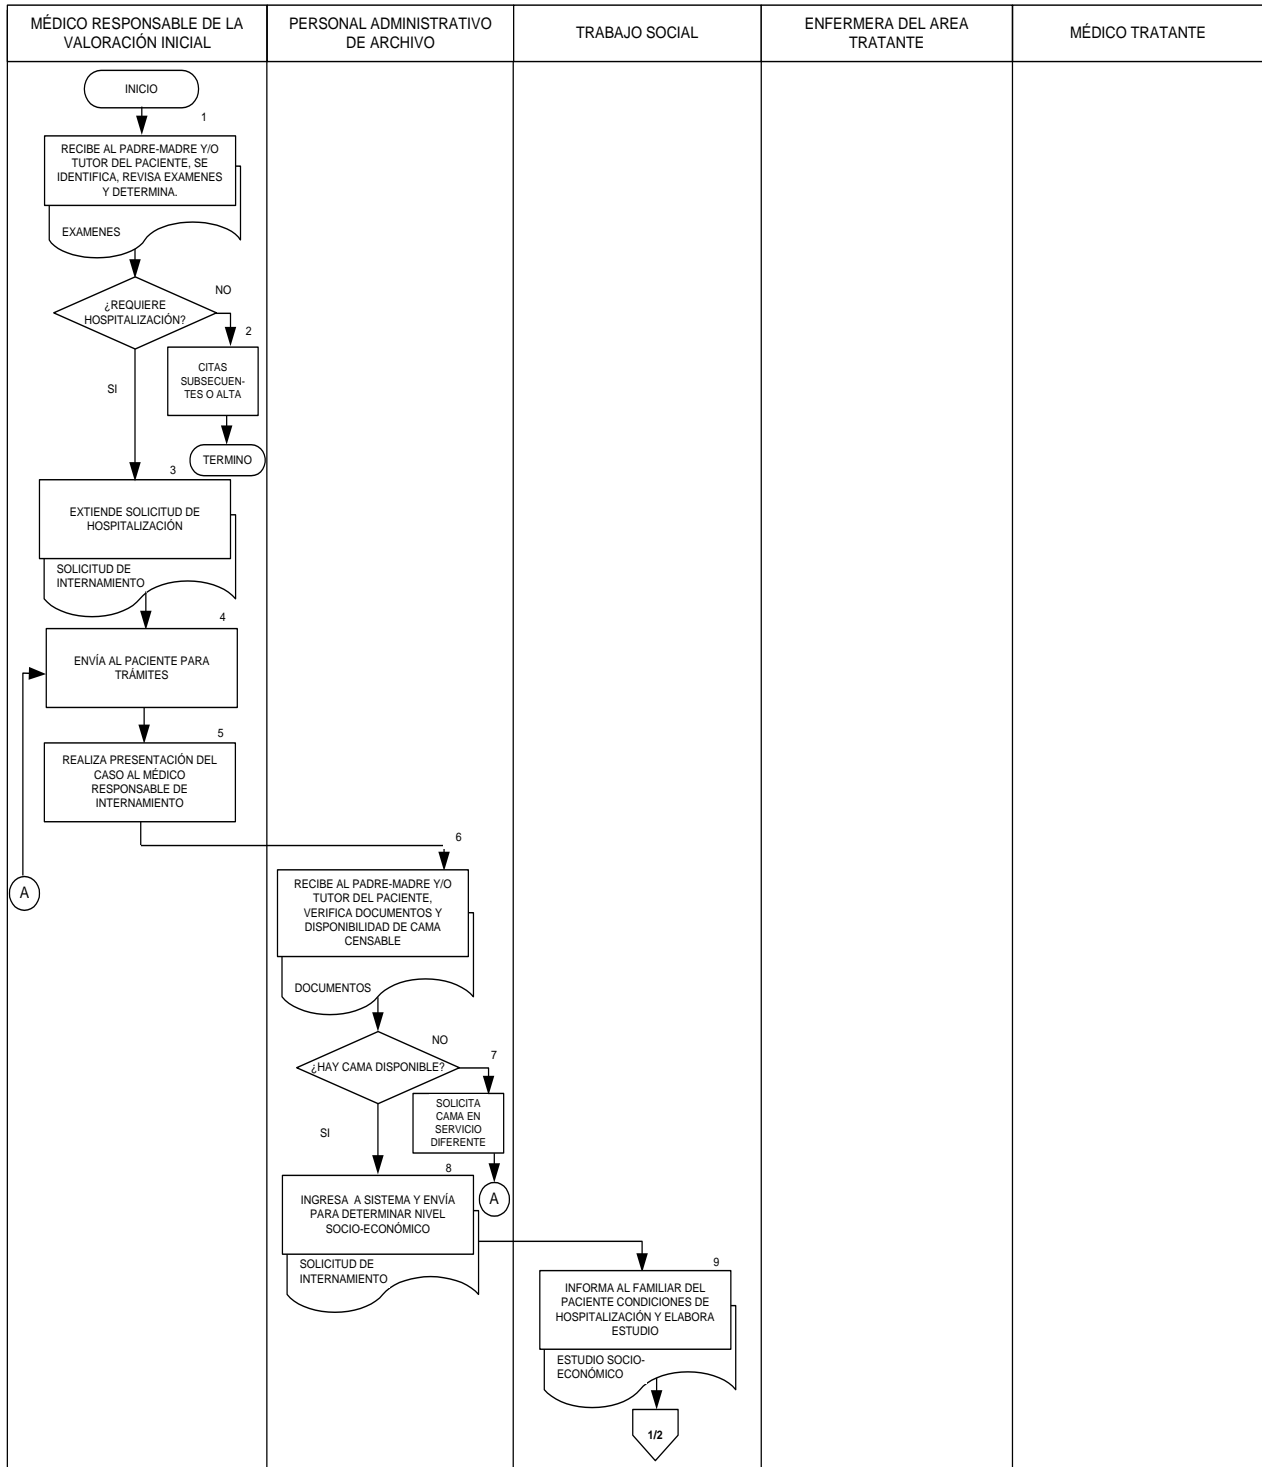 MÉDICO RESPONSABLE DE LA
VALORACIÓN INICIAL
PERSONAL ADMINISTRATIVO
DE ARCHIVO
TRABAJO SOCIAL
ENFERMERA DEL AREA
TRATANTE
MÉDICO TRATANTE
INICIO
1
RECIBE AL PADRE-MADRE Y/O
TUTOR DEL PACIENTE, SE
IDENTIFICA, REVISA EXAMENES
Y DETERMINA.
EXAMENES
¿REQUIERE
HOSPITALIZACIÓN?
NO
2
CITAS
SUBSECUEN-
TES O ALTA
SI
TERMINO
3
EXTIENDE SOLICITUD DE
HOSPITALIZACIÓN
SOLICITUD DE
INTERNAMIENTO
4
ENVÍA AL PACIENTE PARA
TRÁMITES
5
REALIZA PRESENTACIÓN DEL
CASO AL MÉDICO
RESPONSABLE DE
INTERNAMIENTO
A
6
RECIBE AL PADRE-MADRE Y/O
TUTOR DEL PACIENTE,
VERIFICA DOCUMENTOS Y
DISPONIBILIDAD DE CAMA
CENSABLE
DOCUMENTOS
¿HAY CAMA DISPONIBLE?
NO
7
SOLICITA
CAMA EN
SERVICIO
DIFERENTE
SI
A
8
INGRESA A SISTEMA Y ENVÍA
PARA DETERMINAR NIVEL
SOCIO-ECONÓMICO
SOLICITUD DE
INTERNAMIENTO
9
INFORMA AL FAMILIAR DEL
PACIENTE CONDICIONES DE
HOSPITALIZACIÓN Y ELABORA
ESTUDIO
ESTUDIO SOCIO-
ECONÓMICO
1/2